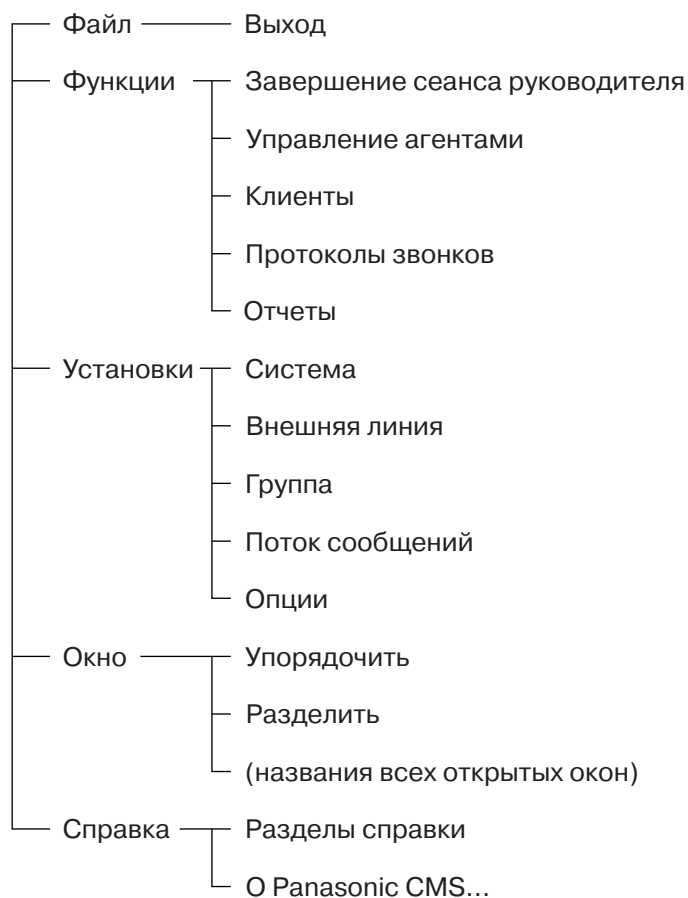 Файл Выход
Функции Завершение сеанса руководителя
Управление агентами
Клиенты
Протоколы звонков
Отчеты
Установки Система
Внешняя линия
Группа
Поток сообщений
Опции
Окно Упорядочить
Разделить
(названия всех открытых окон)
Справка Разделы справки
О Panasonic CMS...